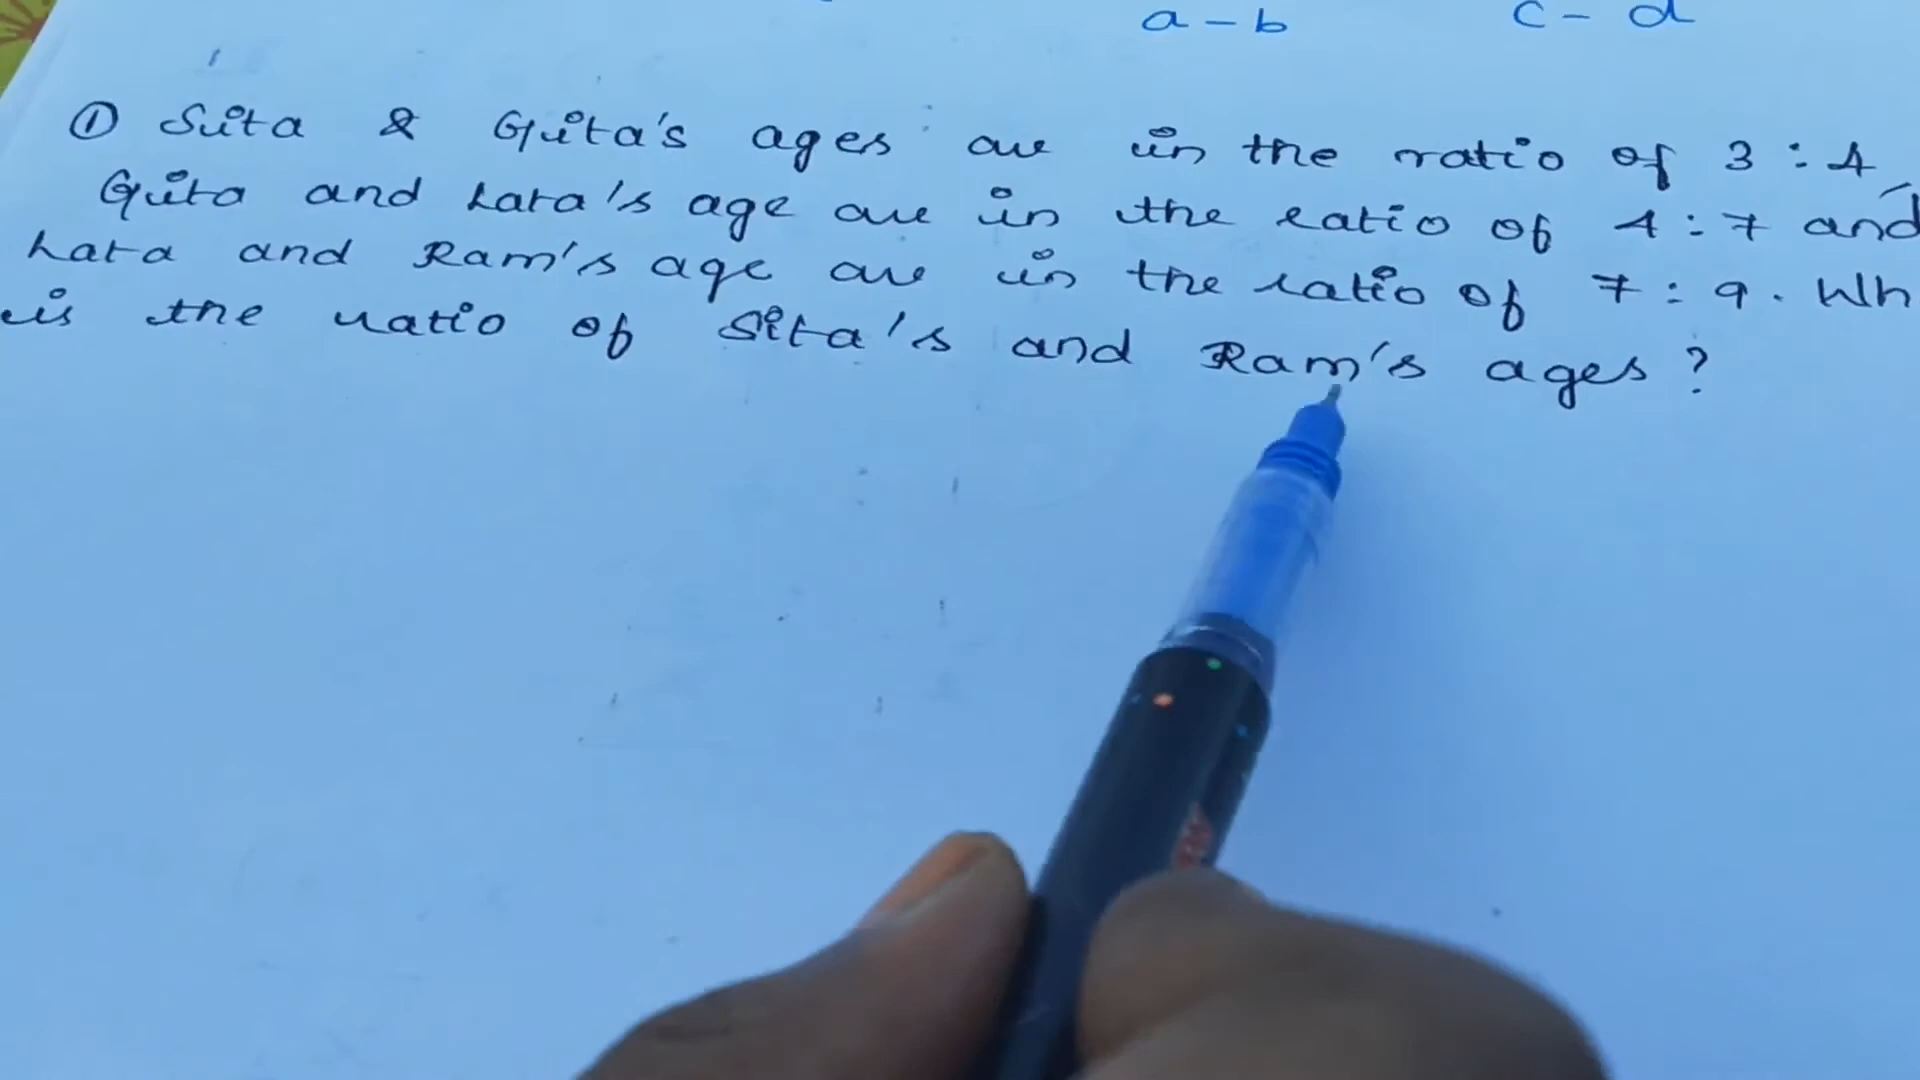 a - b c - d
① Sita & Gita's ages are in the ratio of 3 : 4,
Gita and Lata's age are in the ratio of 4 : 7 and
Lata and Ram's age are in the ratio of 7 : 9. Wh
is the ratio of Sita's and Ram's ages ?